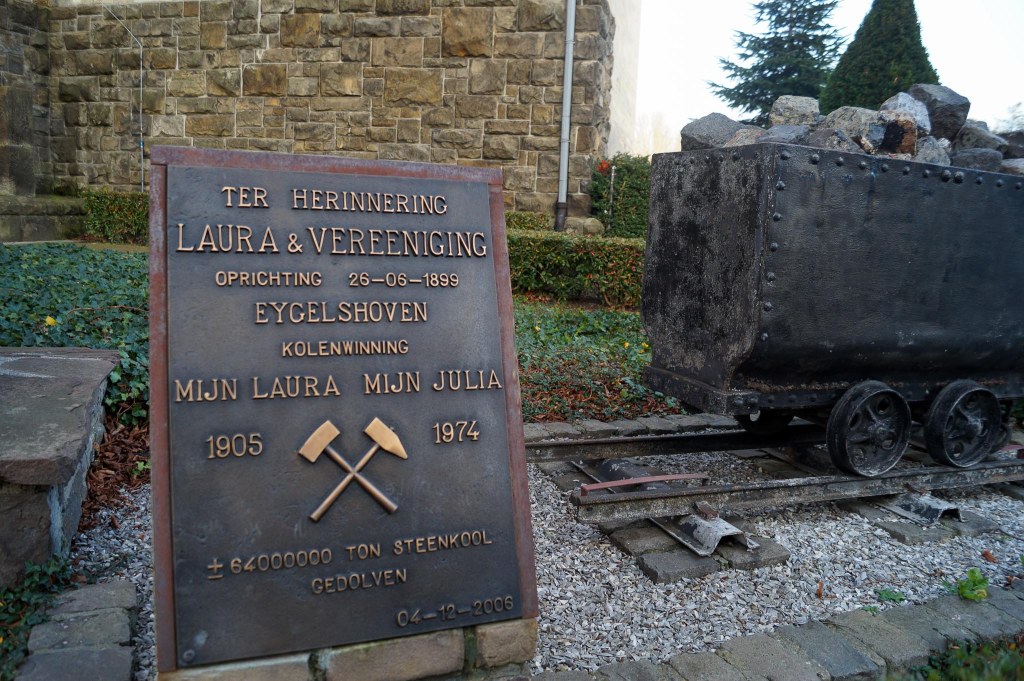 TER HERINNERING
LAURA & VEREENIGING
OPRICHTING 26-06-1899
EYGELSHOVEN
KOLENWINNING
MIJN LAURA MIJN JULIA
1905 1974
± 64000000 TON STEENKOOL
GEDOLVEN
04-12-2006